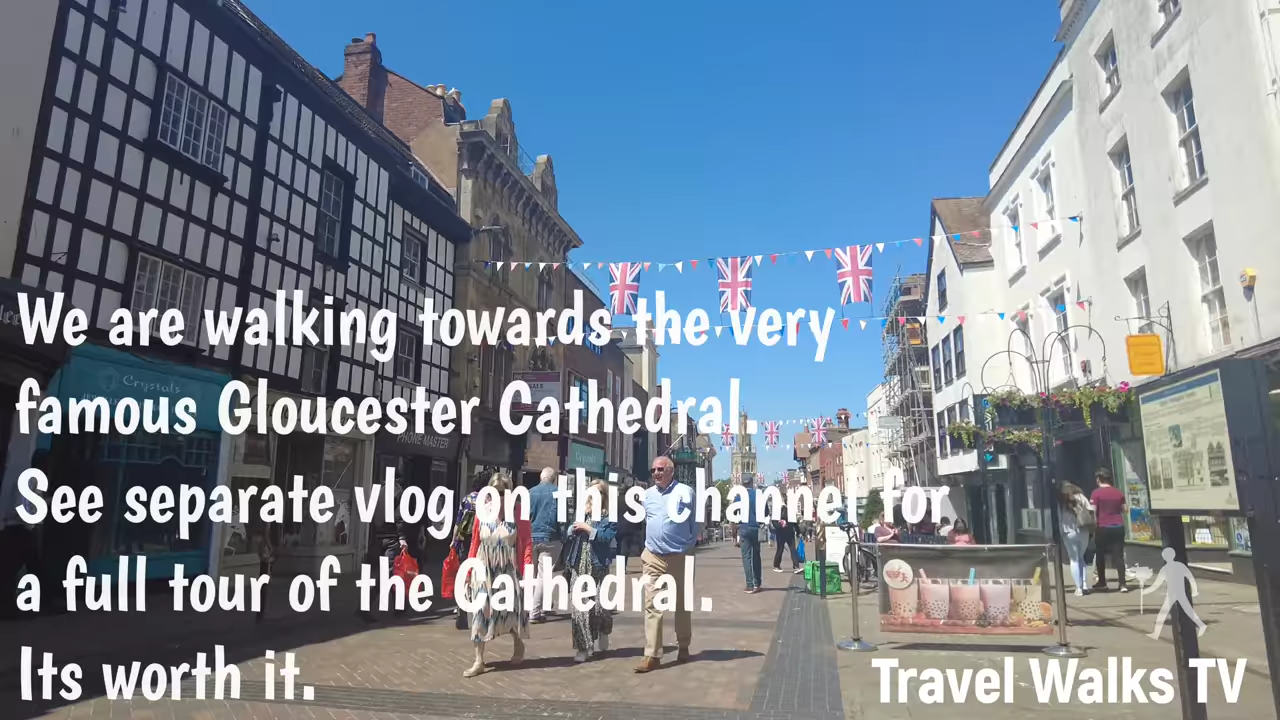 Crystals
We are walking towards the very
famous Gloucester Cathedral.
PHONE MASTER
Crystals
See separate vlog on this channel for
a full tour of the Cathedral.
Its worth it.
Travel Walks TV